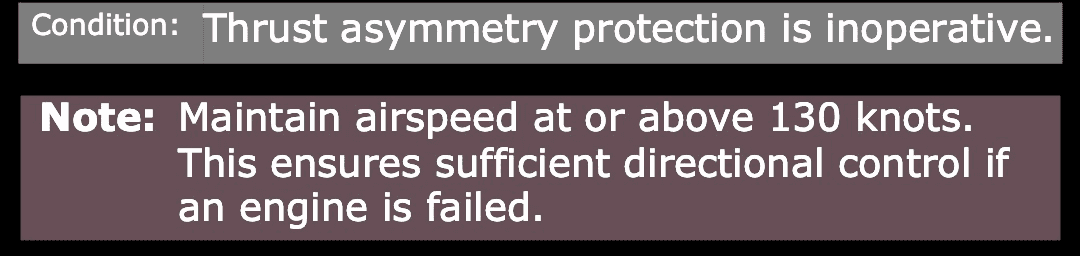 Condition: Thrust asymmetry protection is inoperative.
Note: Maintain airspeed at or above 130 knots.
This ensures sufficient directional control if
an engine is failed.